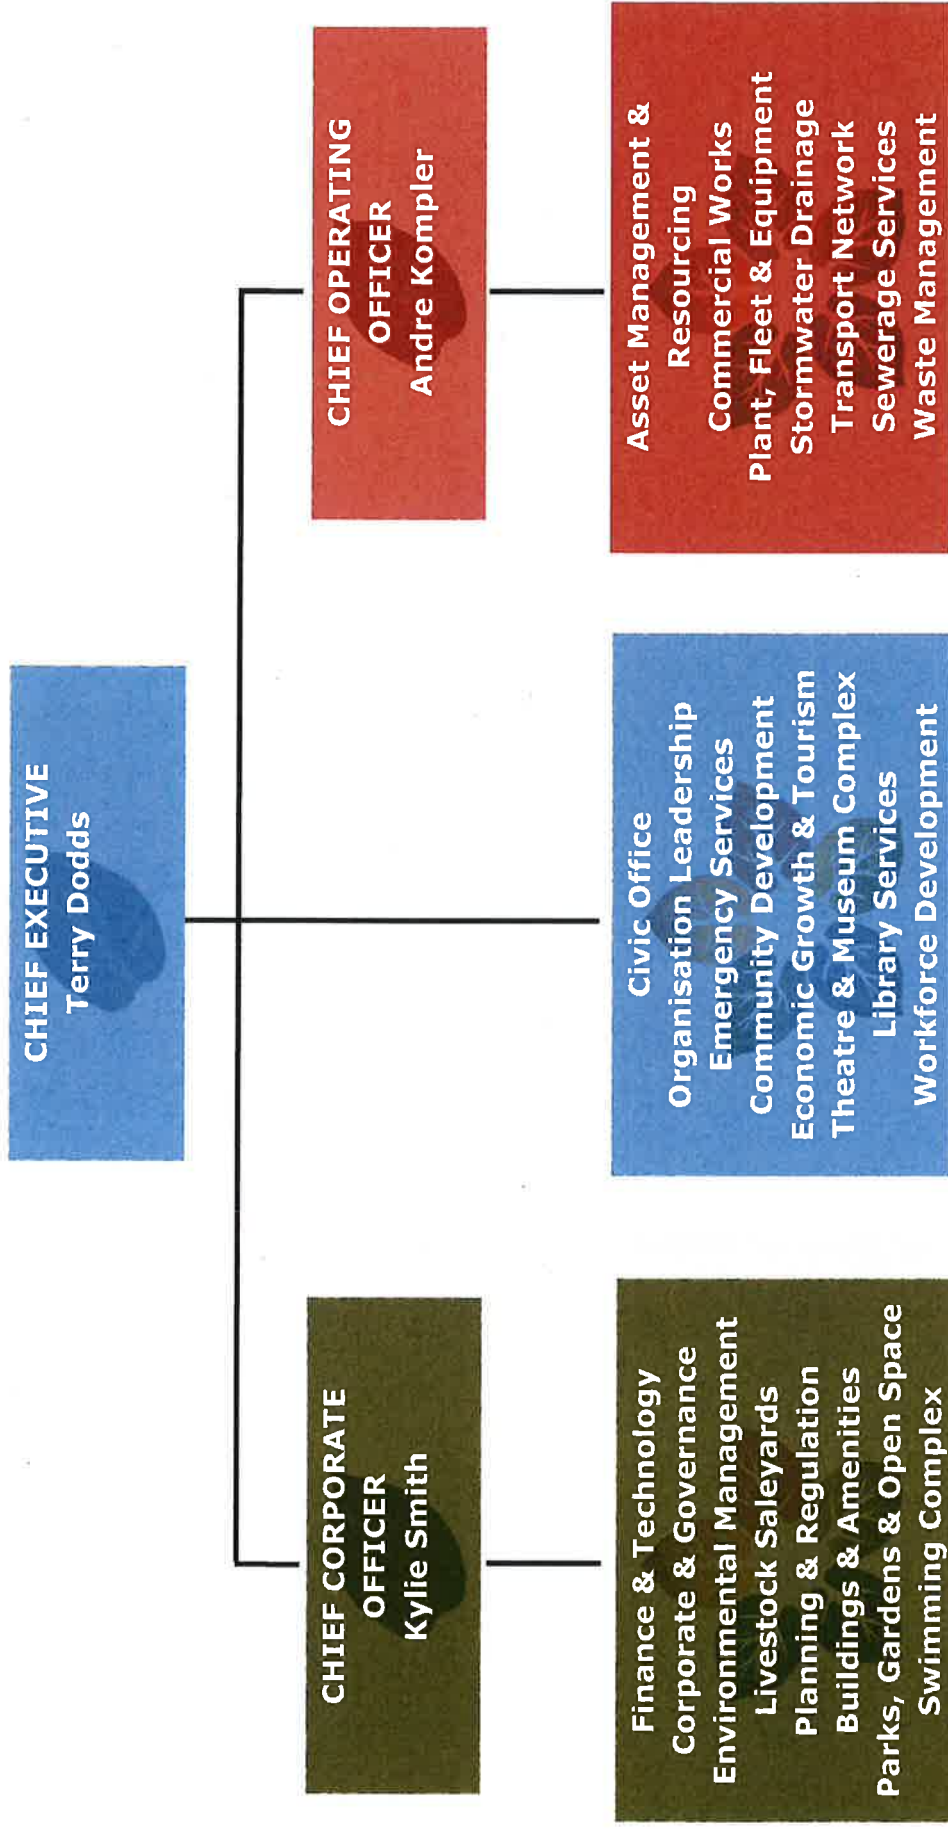 CHIEF EXECUTIVE
Terry Dodds
CHIEF CORPORATE
OFFICER
Kylie Smith
CHIEF OPERATING
OFFICER
Andre Kompler
Finance & Technology
Corporate & Governance
Environmental Management
Livestock Saleyards
Planning & Regulation
Buildings & Amenities
Parks, Gardens & Open Space
Swimming Complex
Civic Office
Organisation Leadership
Emergency Services
Community Development
Economic Growth & Tourism
Theatre & Museum Complex
Library Services
Workforce Development
Asset Management &
Resourcing
Commercial Works
Plant, Fleet & Equipment
Stormwater Drainage
Transport Network
Sewerage Services
Waste Management